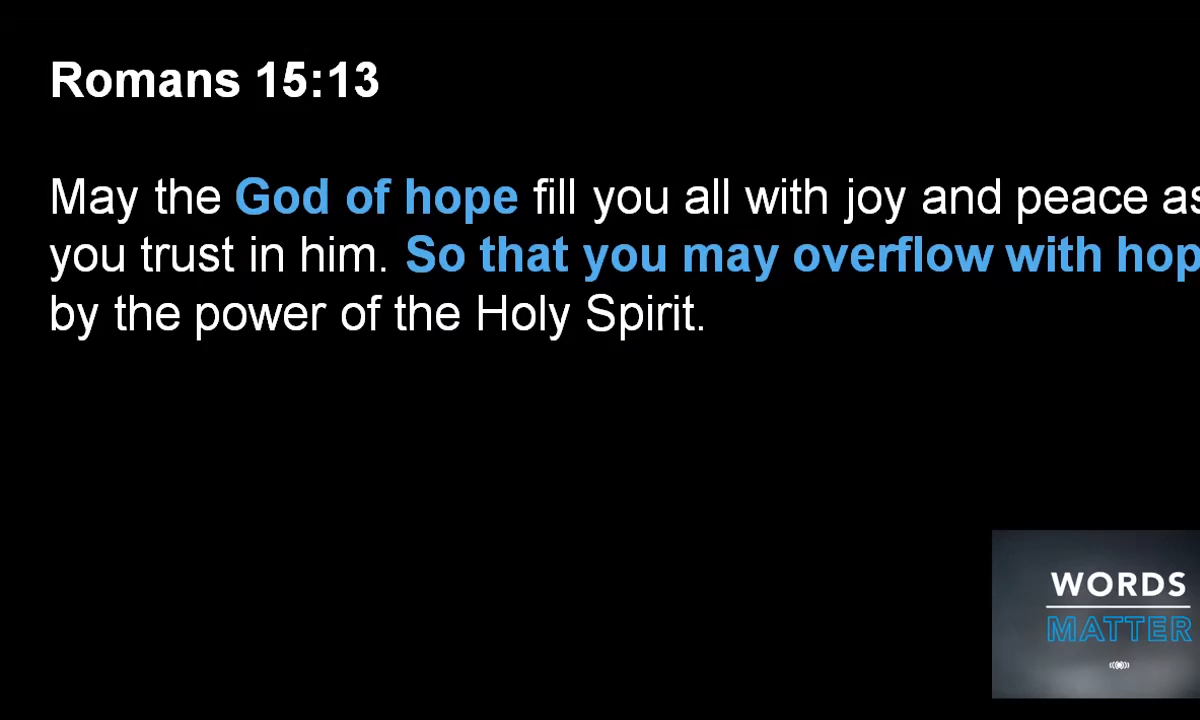 Romans 15:13
May the God of hope fill you all with joy and peace as
you trust in him. So that you may overflow with hop
by the power of the Holy Spirit.
WORDS
MATTER